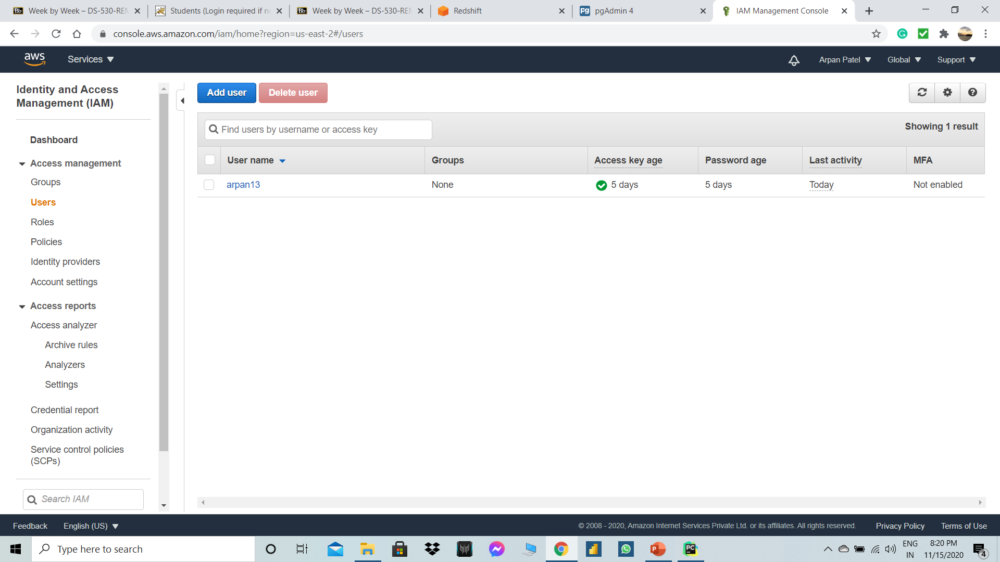 Week by Week – DS-530-REM
Students (Login required if no
Week by Week – DS-530-REM
Redshift
pgAdmin 4
IAM Management Console
console.aws.amazon.com/iam/home?region=us-east-2#/users
aws
Services
Arpan Patel
Global
Support
Identity and Access
Management (IAM)
Dashboard
Access management
Groups
Users
Roles
Policies
Identity providers
Account settings
Access reports
Access analyzer
Archive rules
Analyzers
Settings
Credential report
Organization activity
Service control policies
(SCPs)
Search IAM
Add user
Delete user
Find users by username or access key
Showing 1 result
User name Groups Access key age Password age Last activity MFA
arpan13 None 5 days 5 days Today Not enabled
Feedback
English (US)
© 2008 - 2020, Amazon Internet Services Private Ltd. or its affiliates. All rights reserved.
Privacy Policy
Terms of Use
Type here to search
ENG
IN
8:20 PM
11/15/2020
4